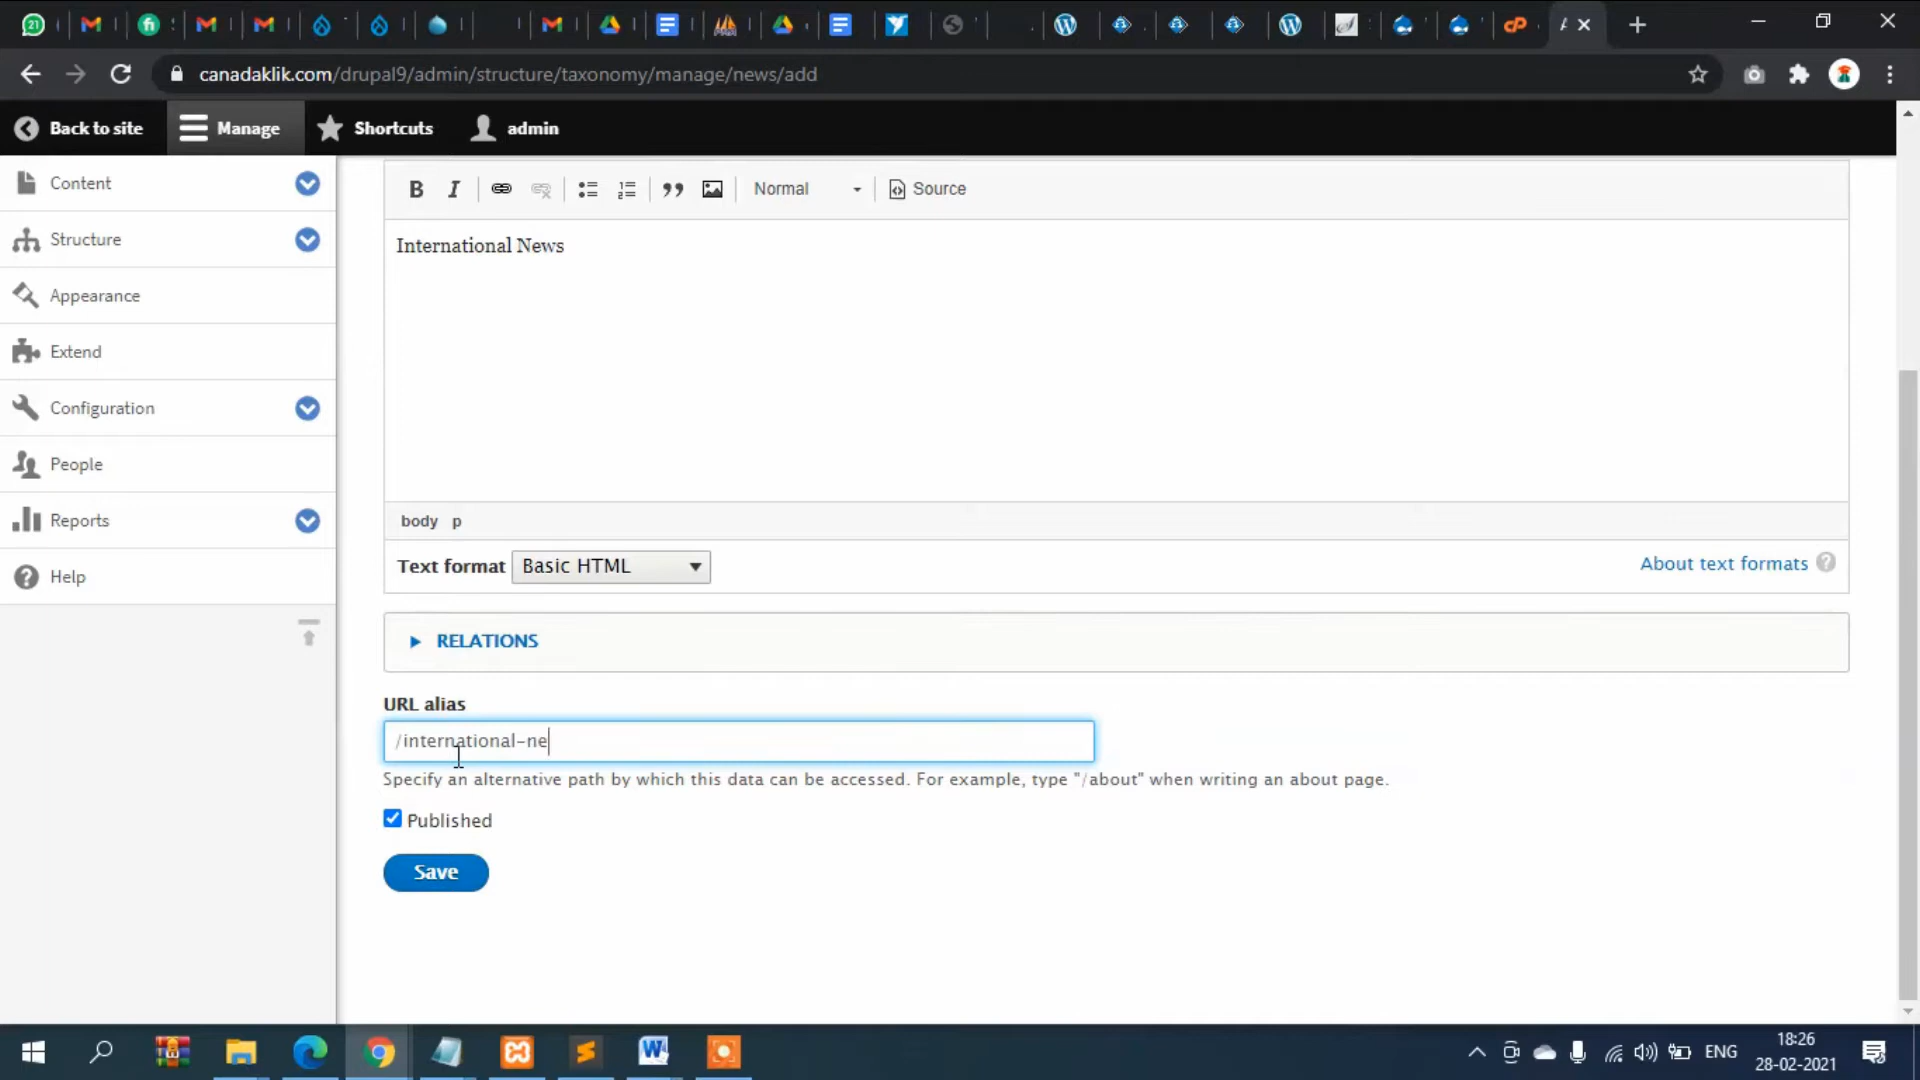 21
canadaklik.com/drupal9/admin/structure/taxonomy/manage/news/add
Back to site
Manage
Shortcuts
admin
Content
Structure
Appearance
Extend
Configuration
People
Reports
Help
B I
Normal
Source
International News
body p
Text format
Basic HTML
About text formats
RELATIONS
URL alias
/international-ne
Specify an alternative path by which this data can be accessed. For example, type "/about" when writing an about page.
Published
Save
ENG
18:26
28-02-2021